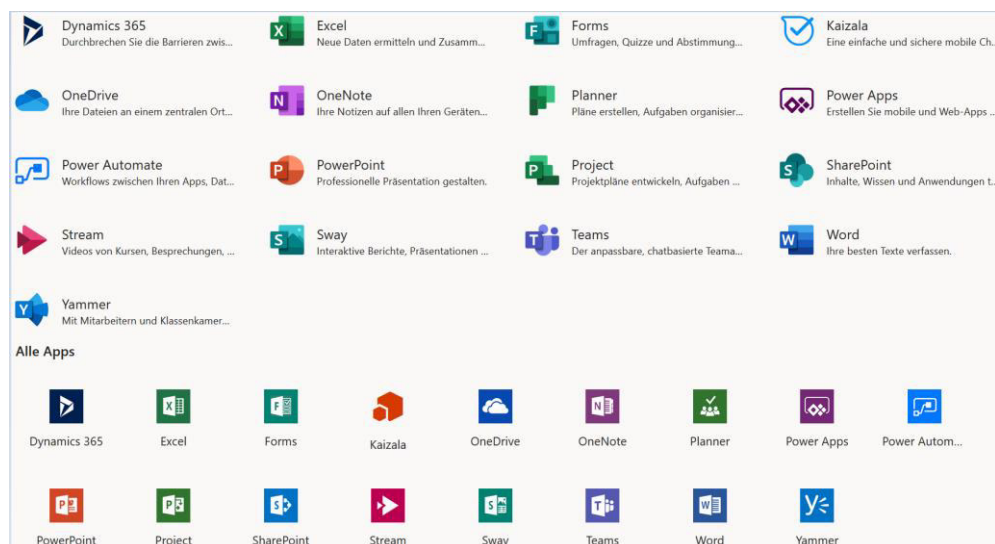 Dynamics 365
Durchbrechen Sie die Barrieren zwis...
Excel
Neue Daten ermitteln und Zusamm...
Forms
Umfragen, Quizze und Abstimmung...
Kaizala
Eine einfache und sichere mobile Ch...
OneDrive
Ihre Dateien an einem zentralen Ort...
OneNote
Ihre Notizen auf allen Ihren Geräten...
Planner
Pläne erstellen, Aufgaben organisier...
Power Apps
Erstellen Sie mobile und Web-Apps ...
Power Automate
Workflows zwischen Ihren Apps, Dat...
PowerPoint
Professionelle Präsentation gestalten.
Project
Projektpläne entwickeln, Aufgaben ...
SharePoint
Inhalte, Wissen und Anwendungen t...
Stream
Videos von Kursen, Besprechungen, ...
Sway
Interaktive Berichte, Präsentationen ...
Teams
Der anpassbare, chatbasierte Teama...
Word
Ihre besten Texte verfassen.
Yammer
Mit Mitarbeitern und Klassenkamer...
Alle Apps
Dynamics 365
Excel
Forms
Kaizala
OneDrive
OneNote
Planner
Power Apps
Power Autom...
PowerPoint
Project
SharePoint
Stream
Sway
Teams
Word
Yammer